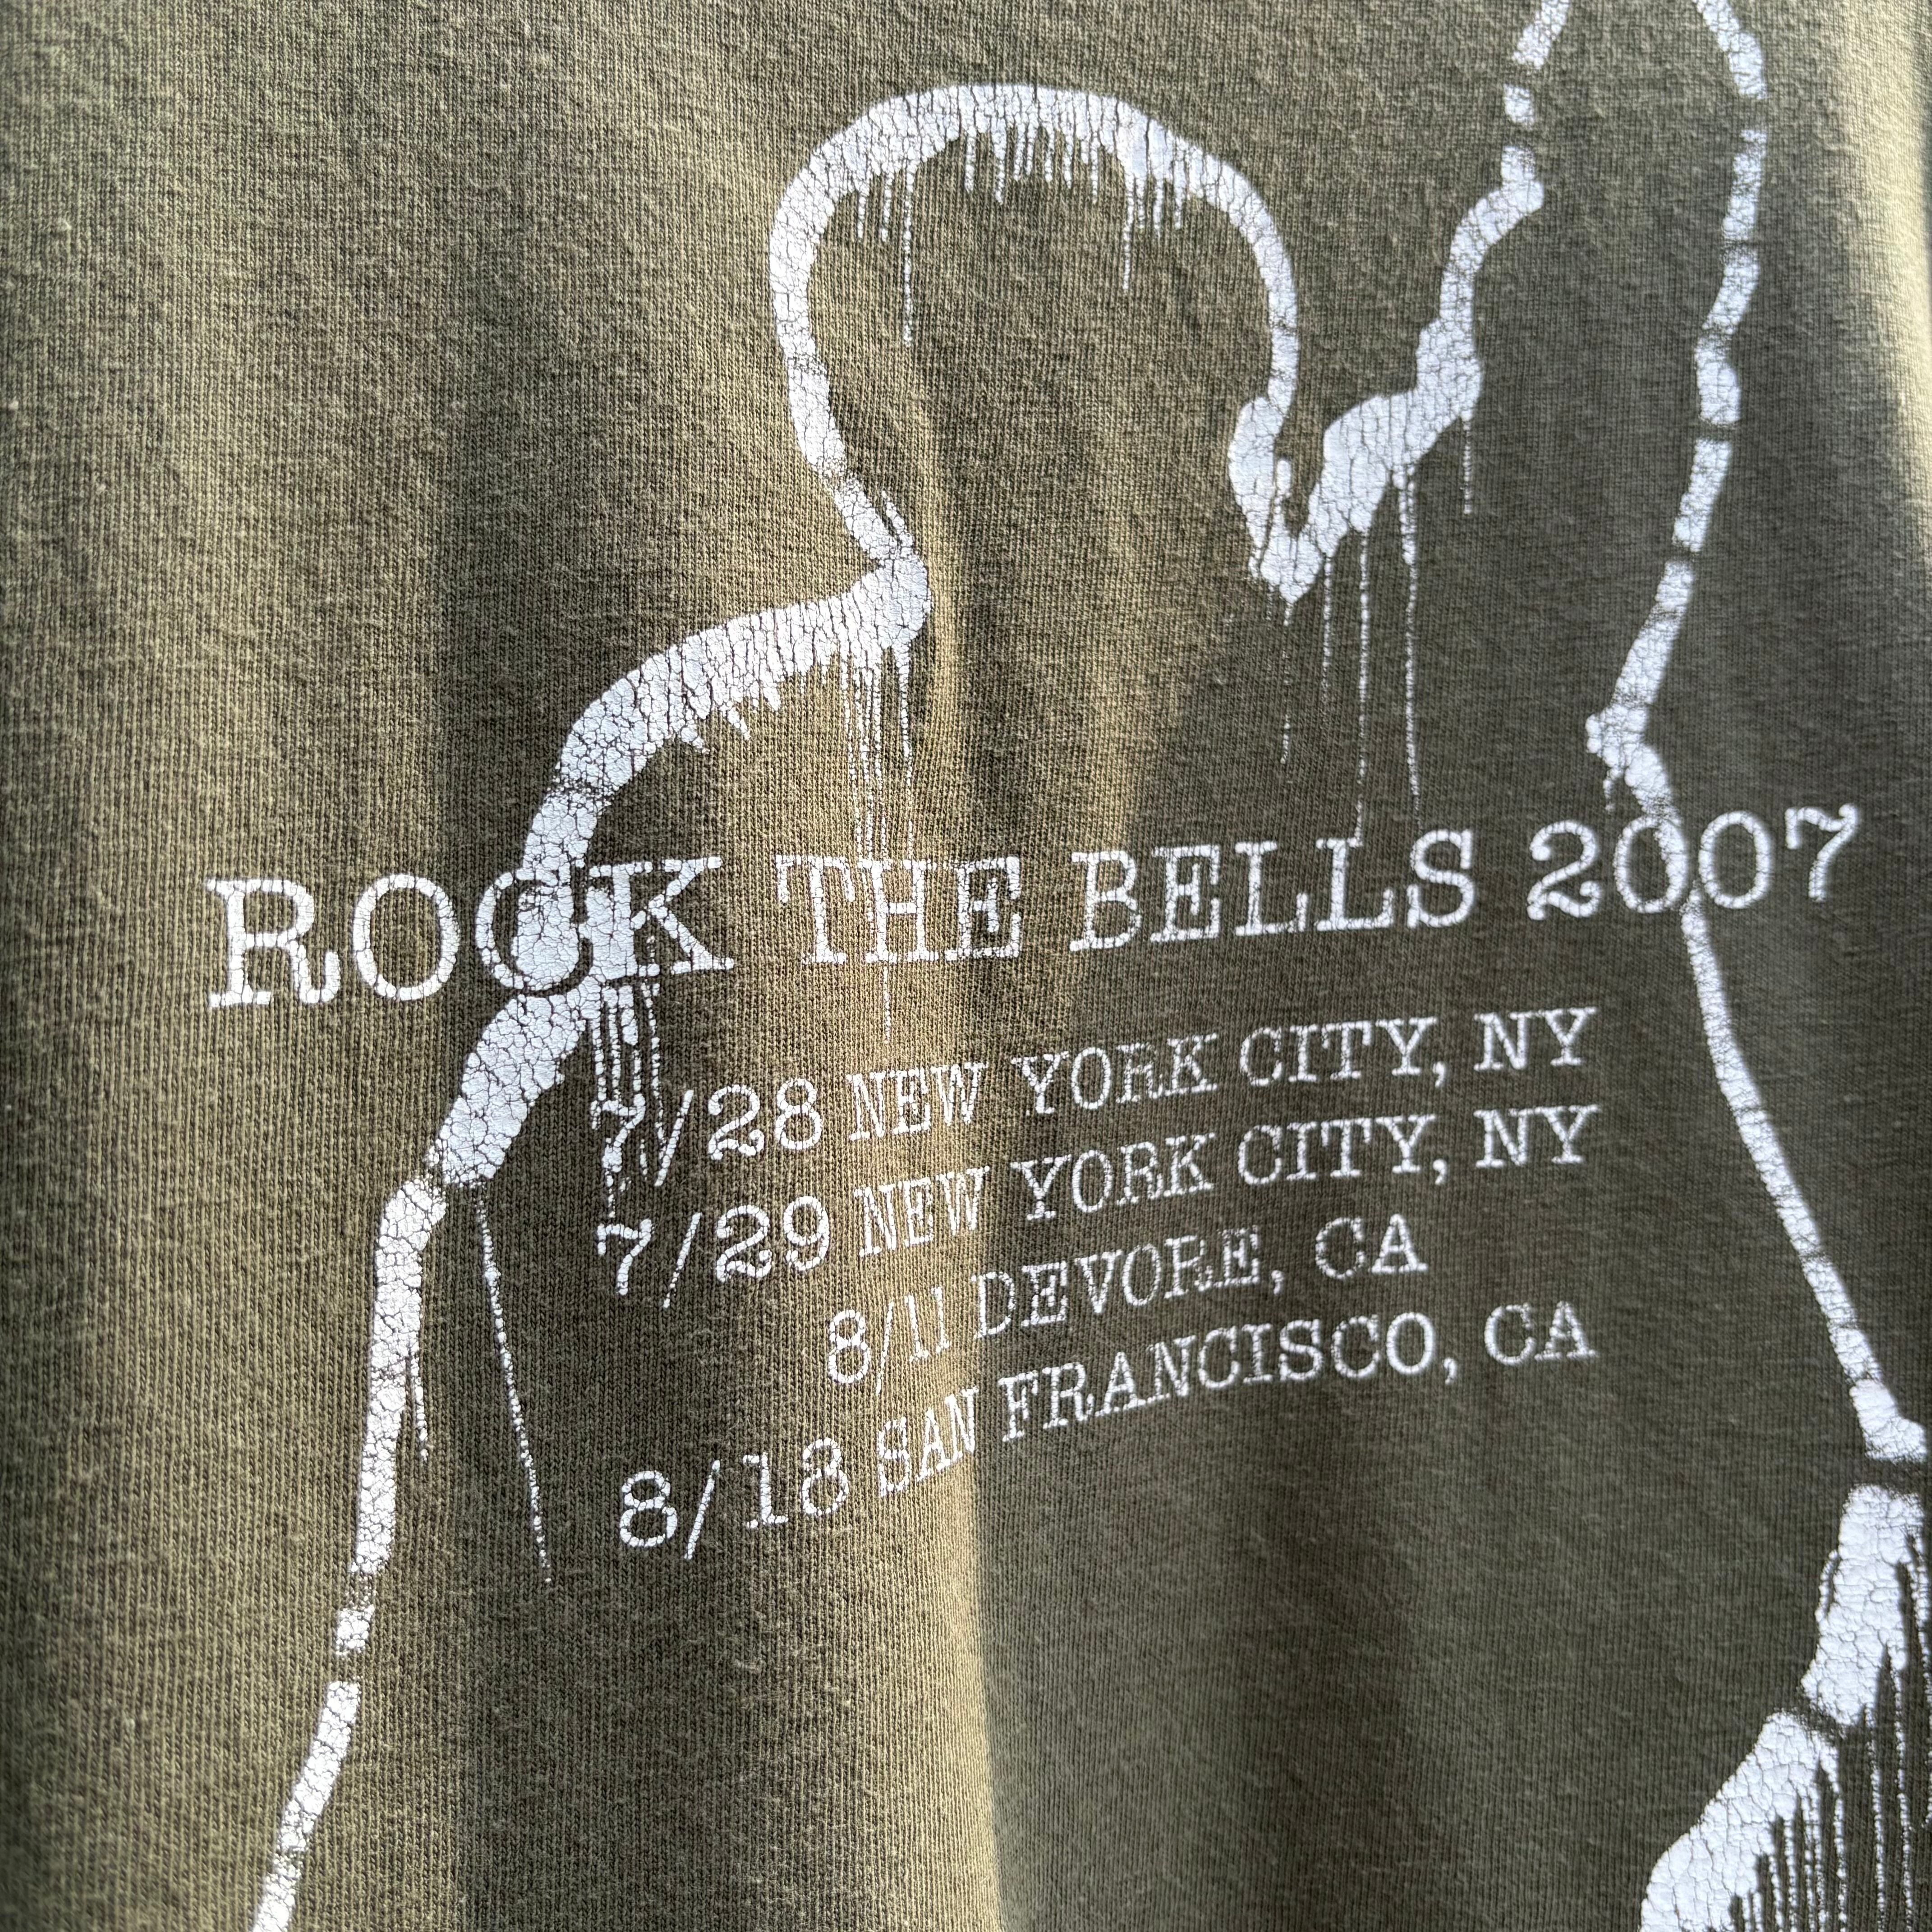 ROCK THE BELLS 2007
7/28 NEW YORK CITY, NY
7/29 NEW YORK CITY, NY
8/11 DEVORE, CA
8/18 SAN FRANCISCO, CA